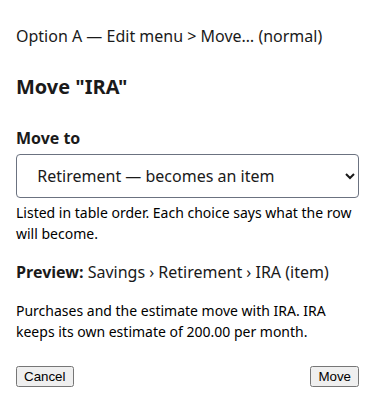 Option A — Edit menu > Move... (normal)
Move "IRA"
Move to
Retirement — becomes an item
Listed in table order. Each choice says what the row
will become.
Preview: Savings › Retirement › IRA (item)
Purchases and the estimate move with IRA. IRA
keeps its own estimate of 200.00 per month.
Cancel
Move